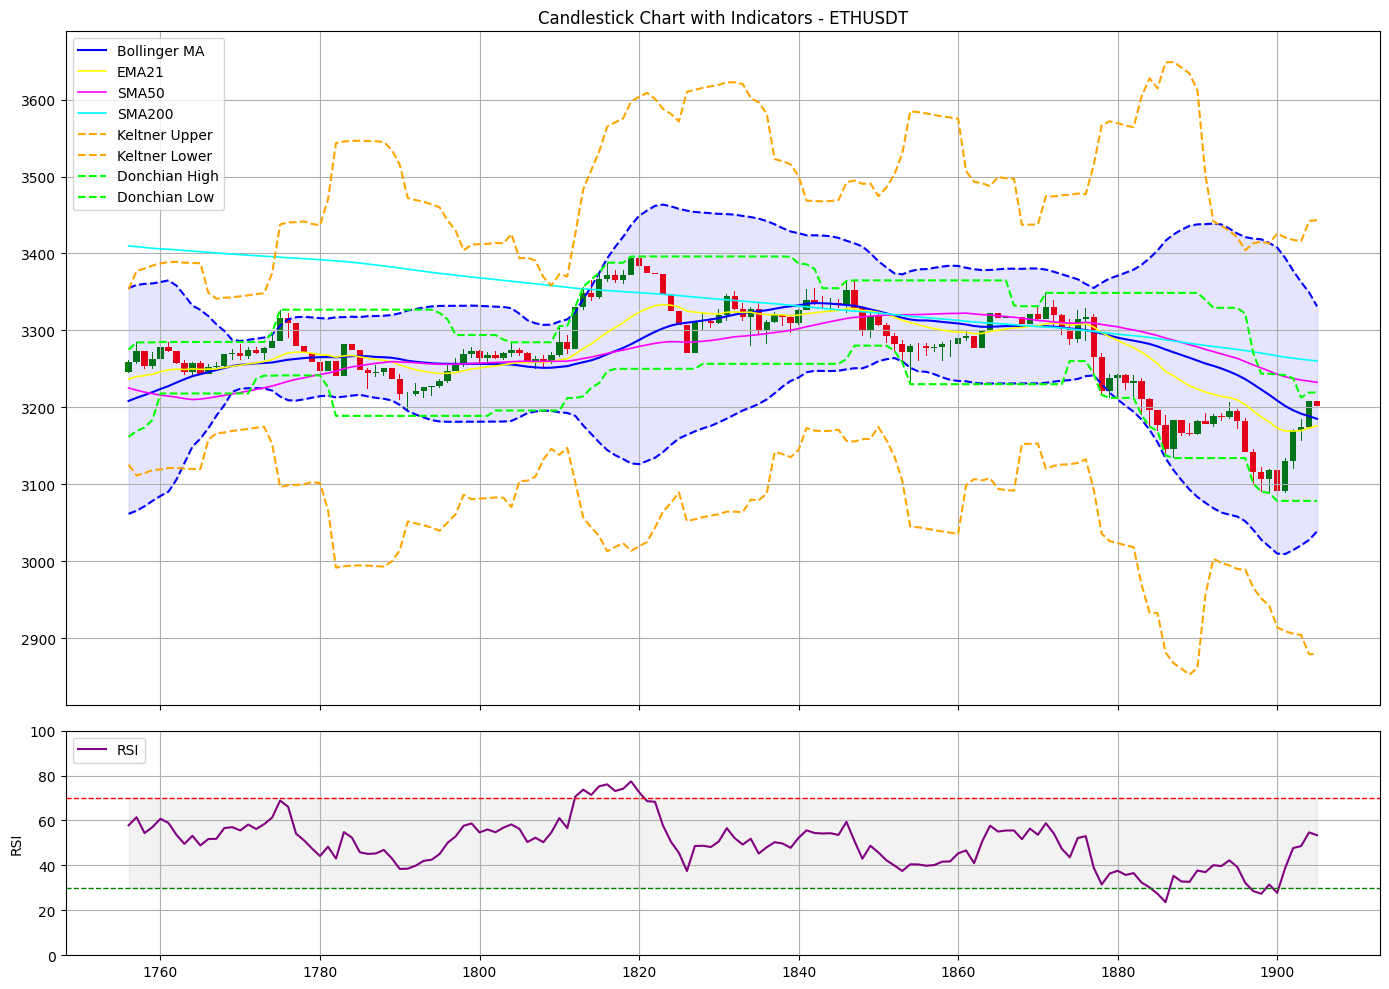 Candlestick Chart with Indicators - ETHUSDT
Bollinger MA
EMA21
SMA50
SMA200
Keltner Upper
Keltner Lower
Donchian High
Donchian Low
3600
3500
3400
3300
3200
3100
3000
2900
RSI
100
80
60
40
20
0
RSI
1760 1780 1800 1820 1840 1860 1880 1900